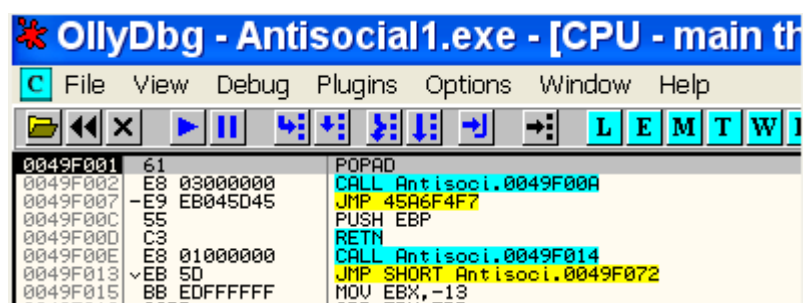 OllyDbg - Antisocial1.exe - [CPU - main th
C File View Debug Plugins Options Window Help
L E M T W
0049F001 61 POPAD
0049F002 E8 03000000 CALL Antisoci.0049F00A
0049F007 -E9 EB045D45 JMP 45A6F4F7
0049F00C 55 PUSH EBP
0049F00D C3 RETN
0049F00E E8 01000000 CALL Antisoci.0049F014
0049F013 EB 5D JMP SHORT Antisoci.0049F072
0049F015 BB EDFFFFFF MOV EBX,-13